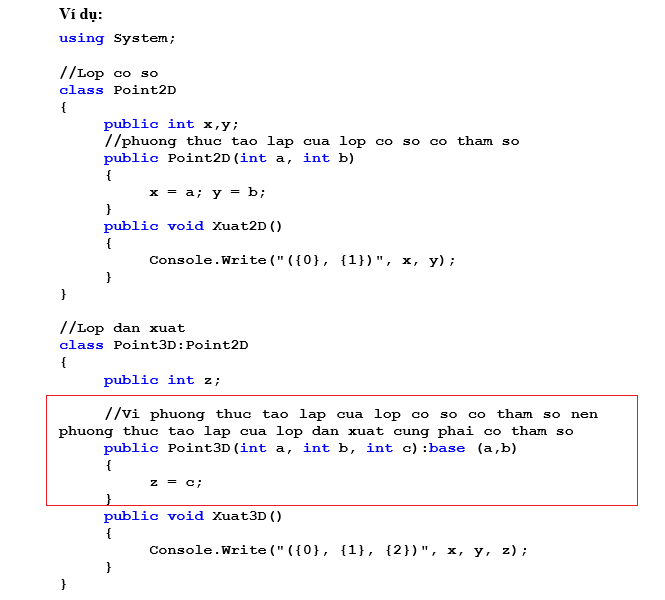 Ví dụ:
using System;
//Lop co so
class Point2D
{
public int x,y;
//phuong thuc tao lap cua lop co so co tham so
public Point2D(int a, int b)
{
x = a; y = b;
}
public void Xuat2D()
{
Console.Write("({0}, {1})", x, y);
}
}
//Lop dan xuat
class Point3D:Point2D
{
public int z;
//Vi phuong thuc tao lap cua lop co so co tham so nen
phuong thuc tao lap cua lop dan xuat cung phai co tham so
public Point3D(int a, int b, int c):base (a,b)
{
z = c;
}
public void Xuat3D()
{
Console.Write("({0}, {1}, {2})", x, y, z);
}
}